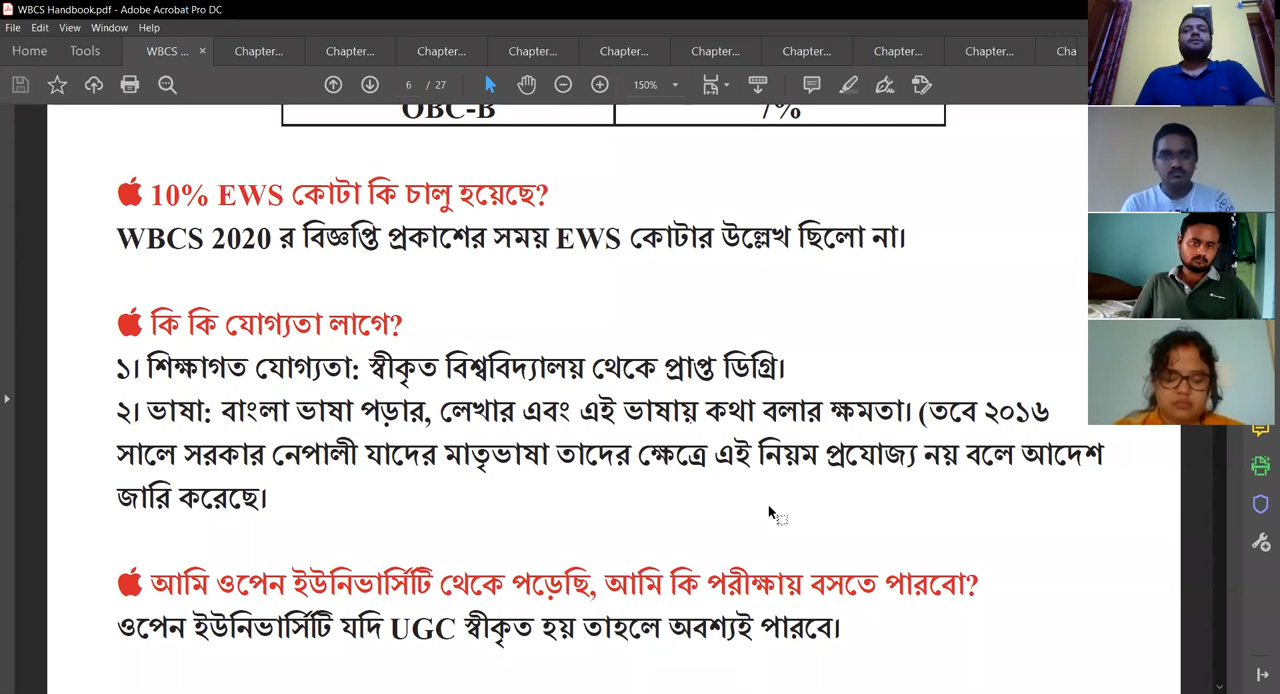 WBCS Handbook.pdf - Adobe Acrobat Pro DC
File Edit View Window Help
Home Tools WBCS ... × Chapter... Chapter... Chapter... Chapter... Chapter... Chapter... Chapter... Chapter... Chapter... Cha
6 / 27 150%
OBC-B 7%
10% EWS কোটা কি চালু হয়েছে?
WBCS 2020 র বিজ্ঞপ্তি প্রকাশের সময় EWS কোটার উল্লেখ ছিলো না।
কি কি যোগ্যতা লাগে?
১। শিক্ষাগত যোগ্যতা: স্বীকৃত বিশ্ববিদ্যালয় থেকে প্রাপ্ত ডিগ্রি।
২। ভাষা: বাংলা ভাষা পড়ার, লেখার এবং এই ভাষায় কথা বলার ক্ষমতা। (তবে ২০১৬
সালে সরকার নেপালী যাদের মাতৃভাষা তাদের ক্ষেত্রে এই নিয়ম প্রযোজ্য নয় বলে আদেশ
জারি করেছে।
আমি ওপেন ইউনিভার্সিটি থেকে পড়েছি, আমি কি পরীক্ষায় বসতে পারবো?
ওপেন ইউনিভার্সিটি যদি UGC স্বীকৃত হয় তাহলে অবশ্যই পারবে।